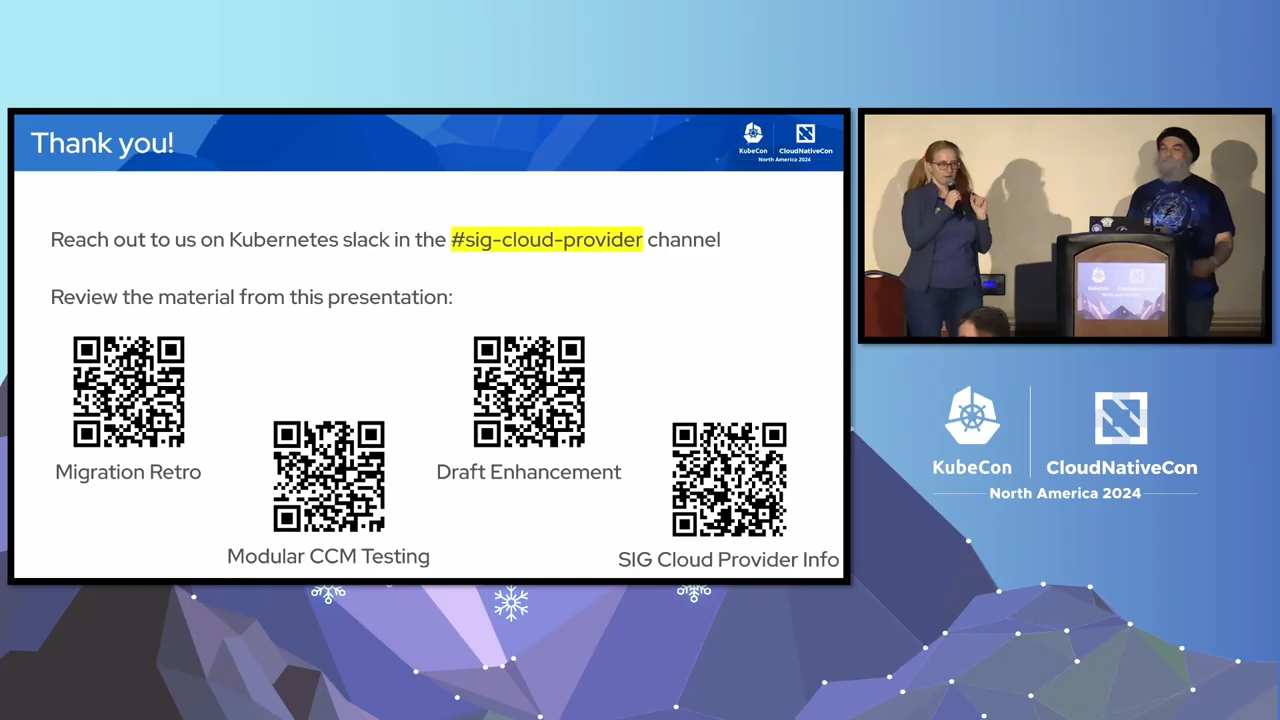 Thank you!
KubeCon
CloudNativeCon
North America 2024
Reach out to us on Kubernetes slack in the #sig-cloud-provider channel
Review the material from this presentation:
Migration Retro
Draft Enhancement
Modular CCM Testing
SIG Cloud Provider Info
KubeCon
CloudNativeCon
North America 2024